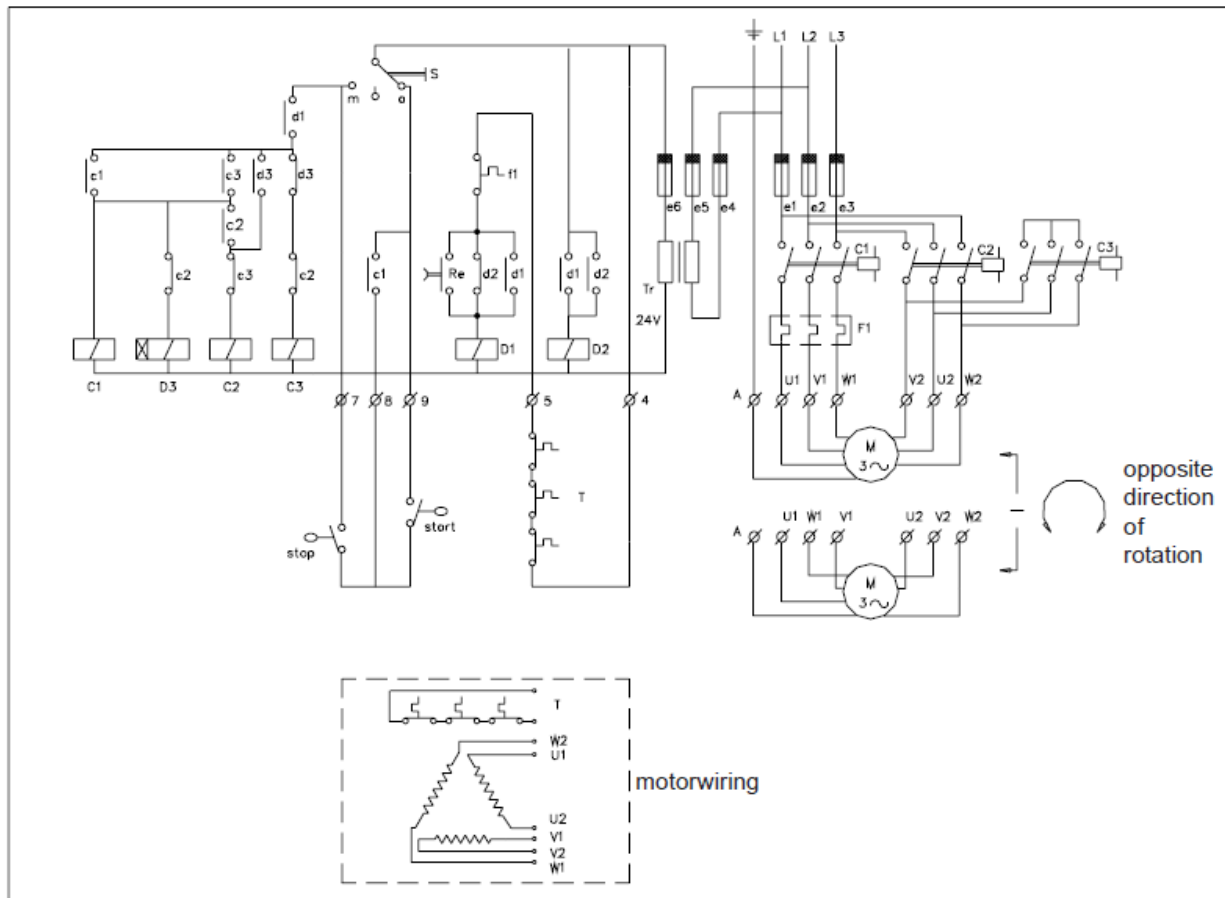 L1 L2 L3
S
m a
d1
c1 c3 d3 d3
f1
c2
e6 e5 e4 e1 e2 e3
C1 C2 C3
c2 c3 c2 c1 Re d2 d1 d1 d2
Tr
24V
F1
D1 D2
C1 D3 C2 C3
7 8 9 5 4
A U1 V1 W1 V2 U2 W2
M
3
opposite
direction
of
rotation
T
start
stop
A U1 W1 V1 U2 V2 W2
M
3
T
W2
U1
motorwiring
U2
V1
V2
W1